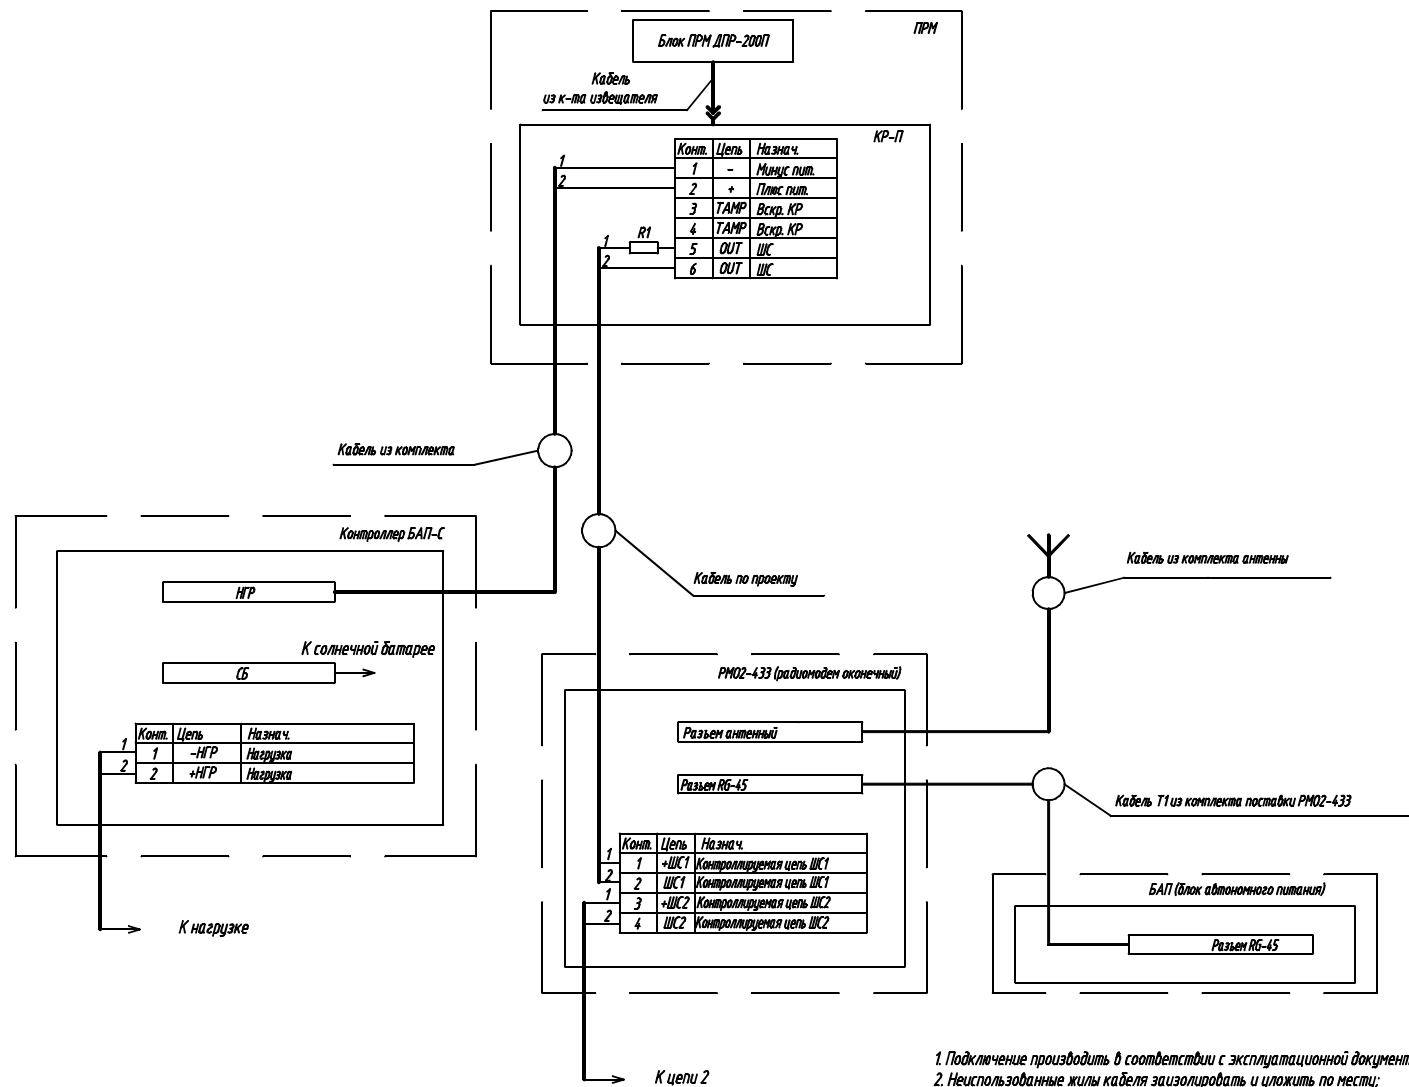 ПРМ
Блок ПРМ ДПР-200П
Кабель
из к-та извещателя
КР-П
Конт. Цепь Назнач.
1 1 - Минус пит.
2 2 + Плюс пит.
3 TAMP Вскр. КР
4 TAMP Вскр. КР
R1
1 5 OUT ШС
2 6 OUT ШС
Кабель из комплекта
Контроллер БАП-С
НГР
К солнечной батарее
СБ
Конт. Цепь Назнач.
1 1 -НГР Нагрузка
2 2 +НГР Нагрузка
К нагрузке
Кабель по проекту
Кабель из комплекта антенны
РМ02-433 (радиомодем оконечный)
Разъем антенный
Разъем RG-45
Кабель Т1 из комплекта поставки РМ02-433
Конт. Цепь Назнач.
1 1 +ШС1 Контроллируемая цепь ШС1
2 2 ШС1 Контроллируемая цепь ШС1
1 3 +ШС2 Контроллируемая цепь ШС2
2 4 ШС2 Контроллируемая цепь ШС2
БАП (блок автономного питания)
Разъем RG-45
К цепи 2
1. Подключение производить в соответствии с эксплуатационной документ
2. Неиспользованные жилы кабеля заизолировать и уложить по месту;